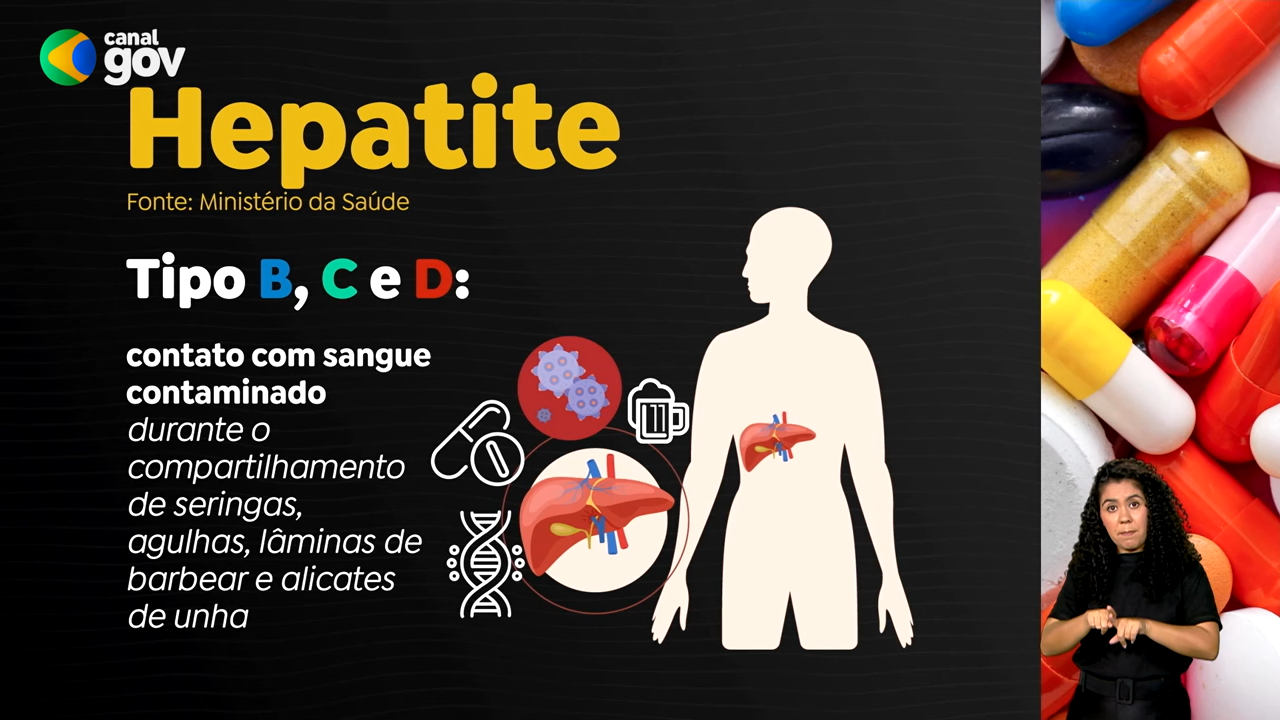 canal
gov
Hepatite
Fonte: Ministério da Saúde
Tipo B, C e D:
contato com sangue
contaminado
durante o
compartilhamento
de seringas,
agulhas, lâminas de
barbear e alicates
de unha